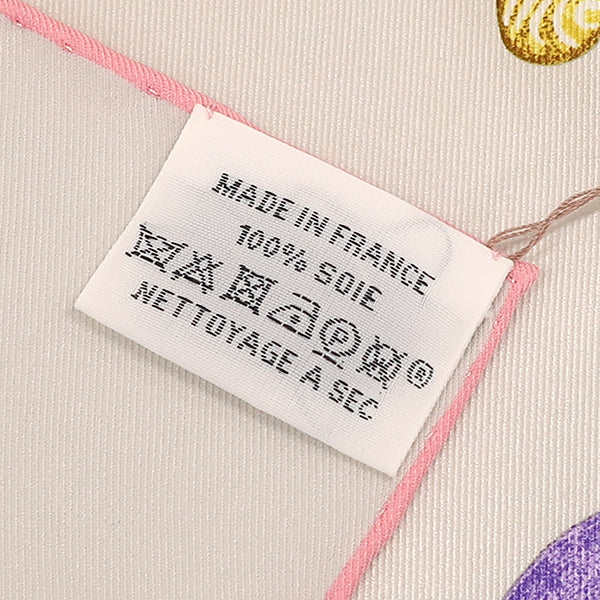 MADE IN FRANCE
100% SOIE
P ®
NETTOYAGE A SEC